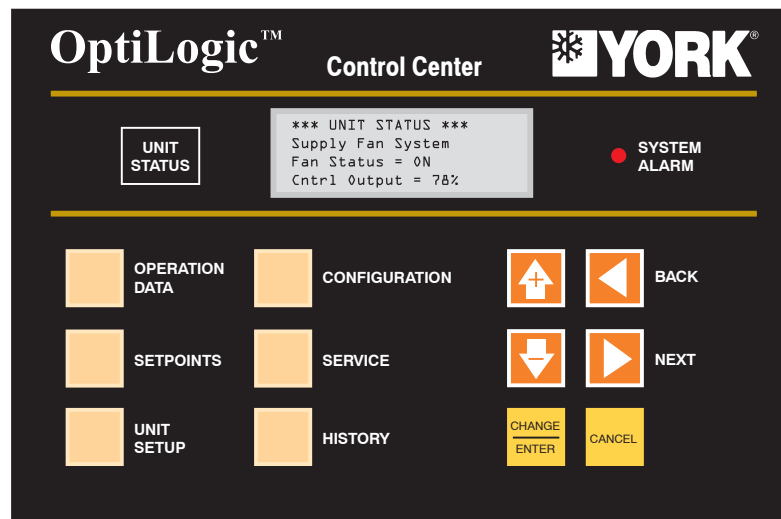 OptiLogic™
Control Center
YORK®
UNIT
STATUS
*** UNIT STATUS ***
Supply Fan System
Fan Status = ON
Cntrl Output = 78%
SYSTEM
ALARM
OPERATION
DATA
CONFIGURATION
+
BACK
SETPOINTS
SERVICE
–
NEXT
UNIT
SETUP
HISTORY
CHANGE
ENTER
CANCEL